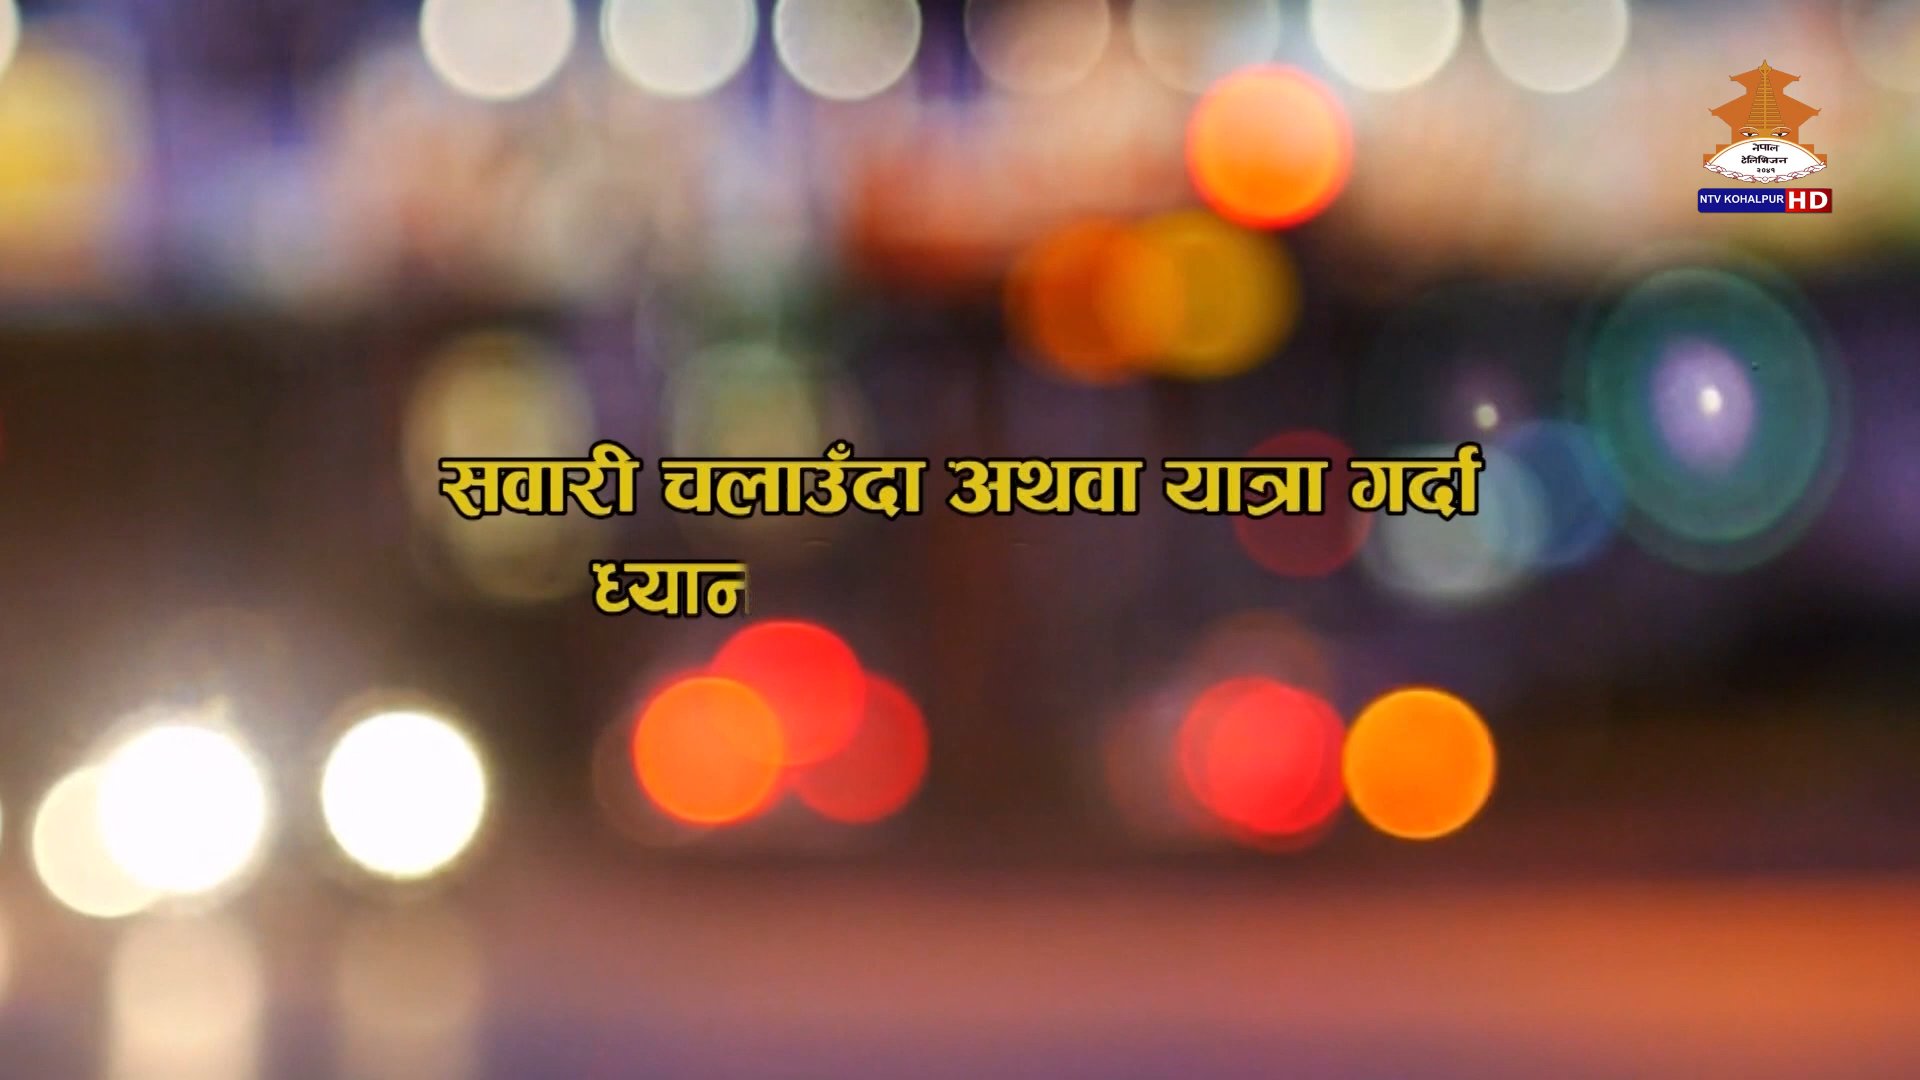 नेपाल
टेलिभिजन
२०४१
NTV KOHALPUR HD
सवारी चलाउँदा अथवा यात्रा गर्दा
ध्यान